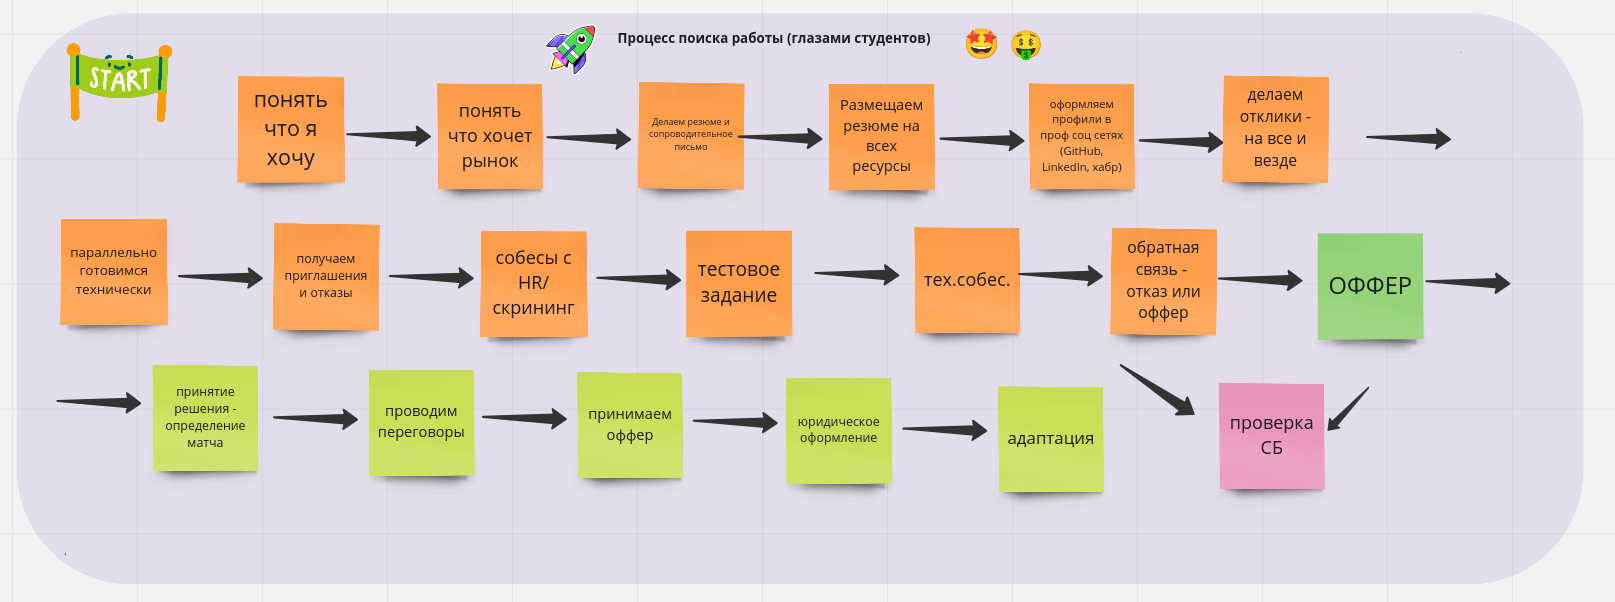 Процесс поиска работы (глазами студентов)
START
понять
что я
хочу
понять
что хочет
рынок
Делаем резюме и
сопроводительное
письмо
Размещаем
резюме на
всех
ресурсы
оформляем
профили в
проф соц сетях
(GitHub,
LinkedIn, хабр)
делаем
отклики -
на все и
везде
параллельно
готовимся
технически
получаем
приглашения
и отказы
собесы с
HR/
скрининг
тестовое
задание
тех.собес.
обратная
связь -
отказ или
оффер
ОФФЕР
принятие
решения -
определение
матча
проводим
переговоры
принимаем
оффер
юридическое
оформление
адаптация
проверка
СБ